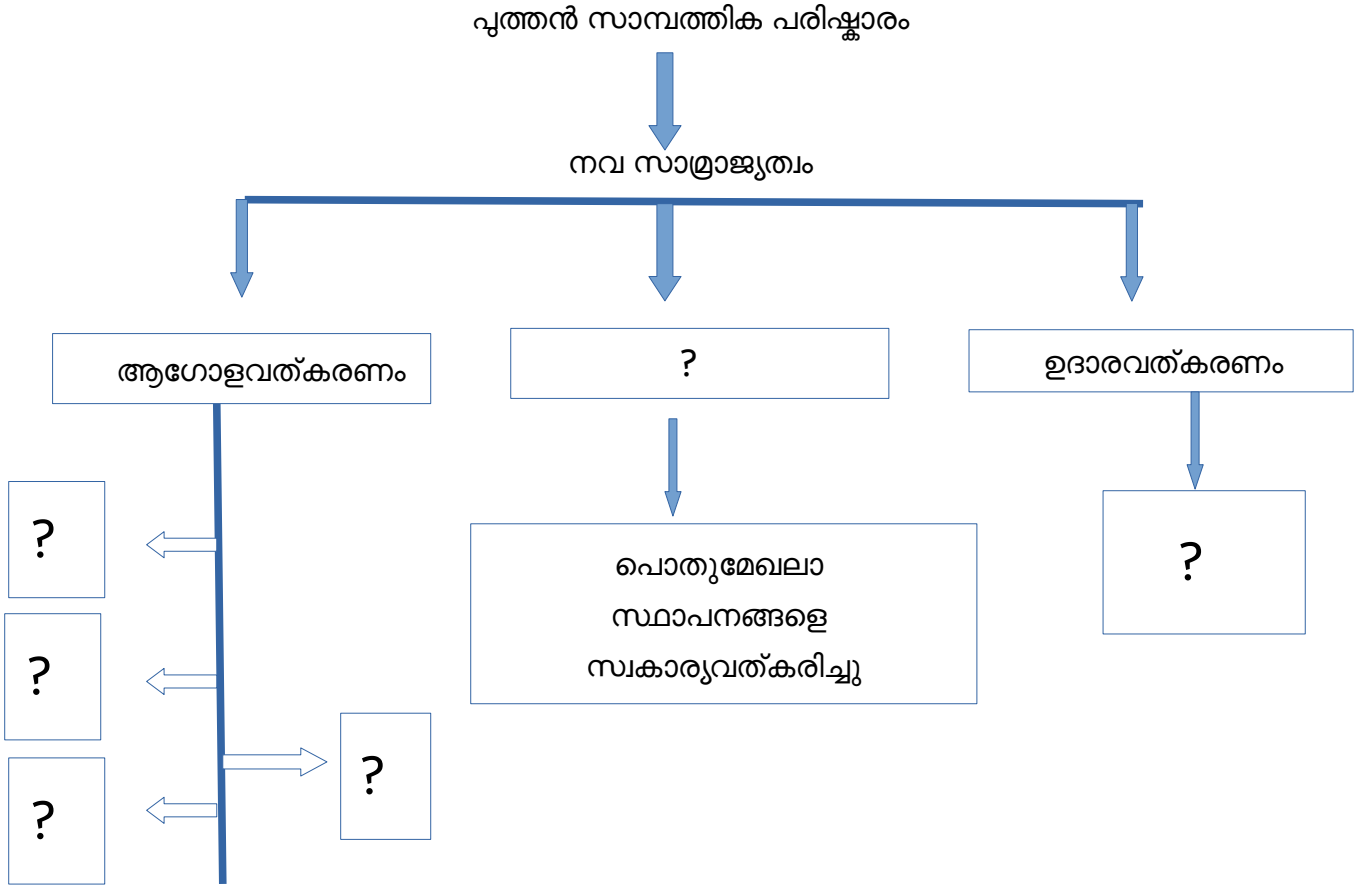 പുത്തൻ സാമ്പത്തിക പരിഷ്കാരം
നവ സാമ്രാജ്യത്വം
ആഗോളവത്കരണം
?
ഉദാരവത്കരണം
?
?
?
?
?
പൊതുമേഖലാ
സ്ഥാപനങ്ങളെ
സ്വകാര്യവത്കരിച്ചു